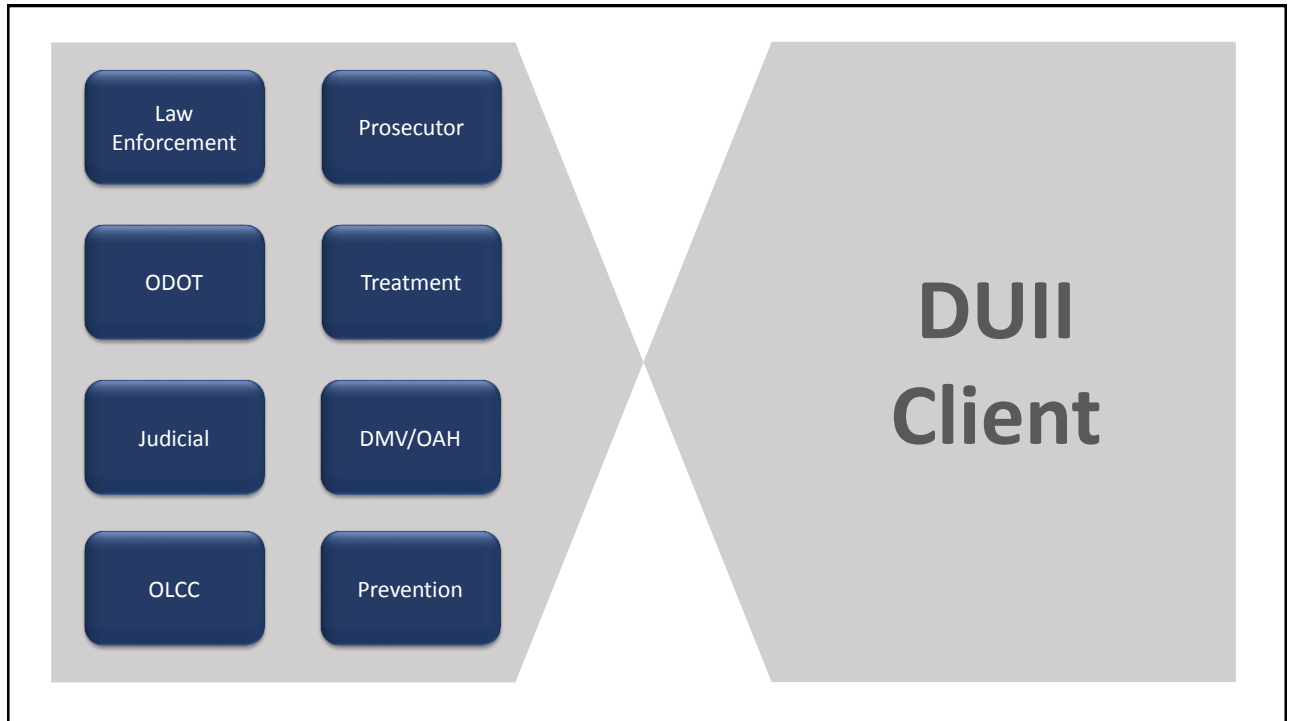 Law
Enforcement
Prosecutor
ODOT
Treatment
Judicial
DMV/OAH
OLCC
Prevention
DUII
Client